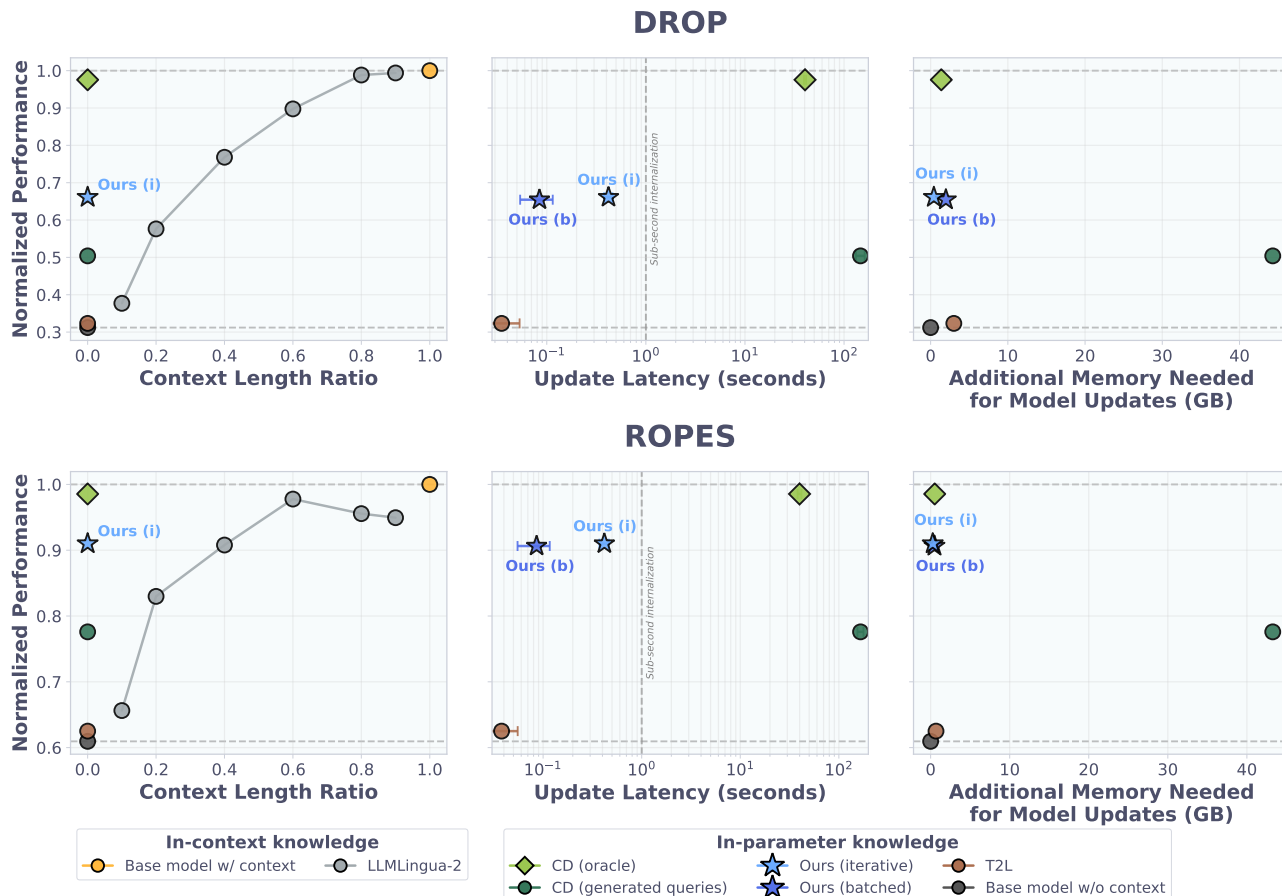 DROP
Normalized Performance
1.0
0.9
0.8
0.7
0.6
0.5
0.4
0.3
Ours (i)
0.0 0.2 0.4 0.6 0.8 1.0
Context Length Ratio
Ours (i)
Ours (b)
Sub-second internalization
10⁻¹ 10⁰ 10¹ 10²
Update Latency (seconds)
Ours (i)
Ours (b)
0 10 20 30 40
Additional Memory Needed
for Model Updates (GB)
ROPES
Normalized Performance
1.0
0.9
0.8
0.7
0.6
Ours (i)
0.0 0.2 0.4 0.6 0.8 1.0
Context Length Ratio
Ours (i)
Ours (b)
Sub-second internalization
10⁻¹ 10⁰ 10¹ 10²
Update Latency (seconds)
Ours (i)
Ours (b)
0 10 20 30 40
Additional Memory Needed
for Model Updates (GB)
In-context knowledge
Base model w/ context LLMLingua-2
In-parameter knowledge
CD (oracle) Ours (iterative) T2L
CD (generated queries) Ours (batched) Base model w/o context